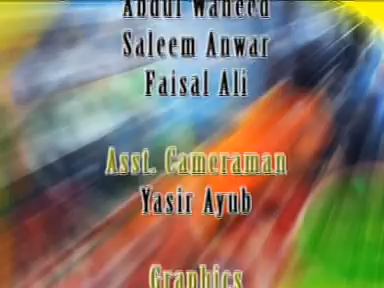 Abdul Waheed
Saleem Anwar
Faisal Ali
Asst. Cameraman
Yasir Ayub
Graphics